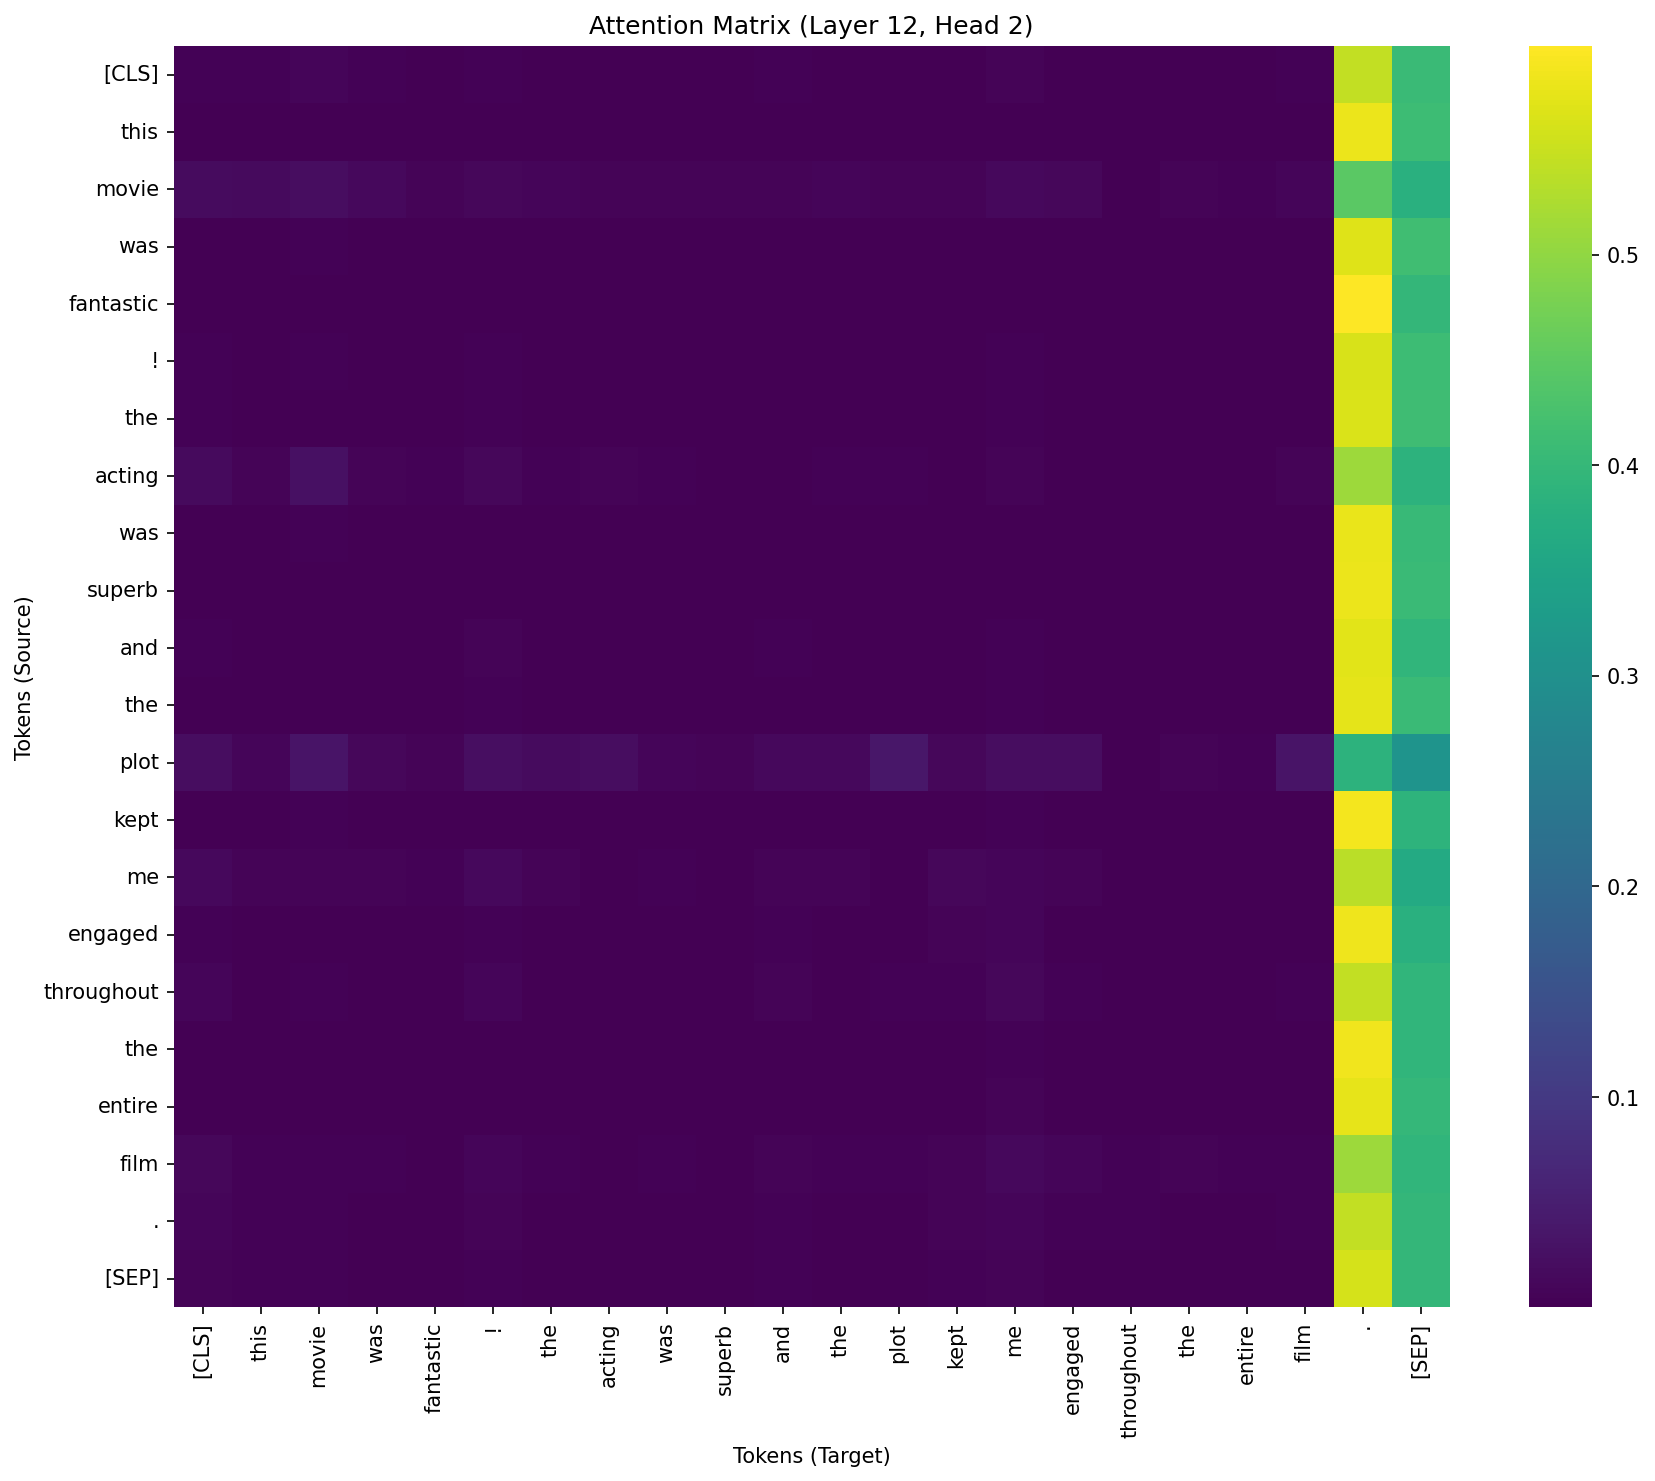 Attention Matrix (Layer 12, Head 2)
[CLS]
this
movie
was
fantastic
!
the
acting
was
superb
and
the
plot
kept
me
engaged
throughout
the
entire
film
.
[SEP]
Tokens (Source)
[CLS]
this
movie
was
fantastic
!
the
acting
was
superb
and
the
plot
kept
me
engaged
throughout
the
entire
film
.
[SEP]
Tokens (Target)
0.5
0.4
0.3
0.2
0.1